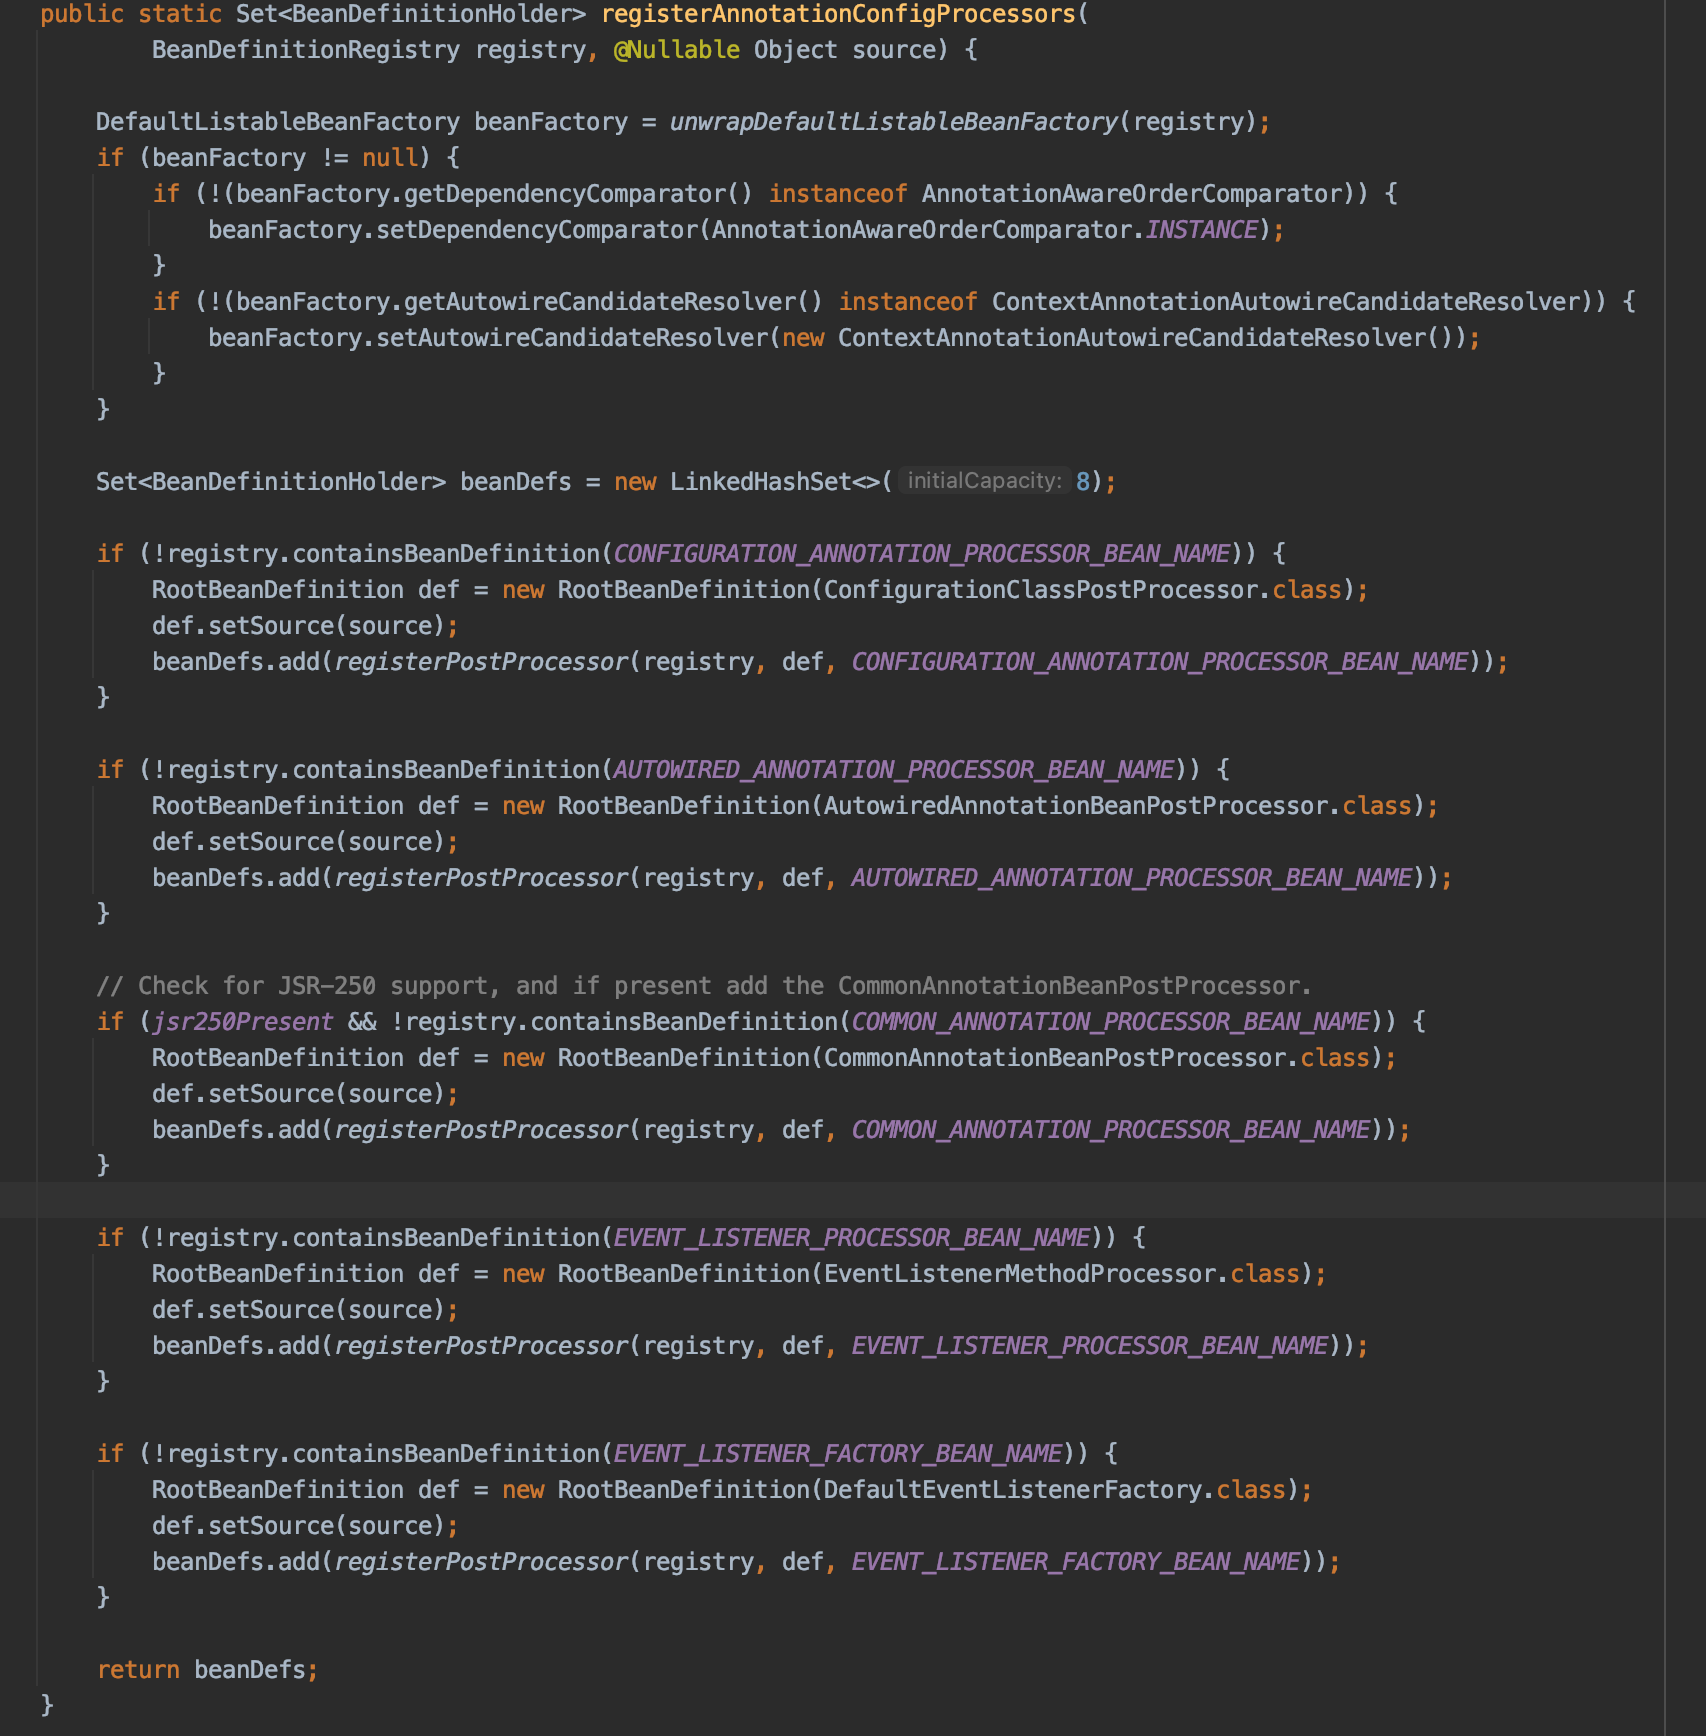 public static Set<BeanDefinitionHolder> registerAnnotationConfigProcessors(
        BeanDefinitionRegistry registry, @Nullable Object source) {

    DefaultListableBeanFactory beanFactory = unwrapDefaultListableBeanFactory(registry);
    if (beanFactory != null) {
        if (!(beanFactory.getDependencyComparator() instanceof AnnotationAwareOrderComparator)) {
            beanFactory.setDependencyComparator(AnnotationAwareOrderComparator.INSTANCE);
        }
        if (!(beanFactory.getAutowireCandidateResolver() instanceof ContextAnnotationAutowireCandidateResolver)) {
            beanFactory.setAutowireCandidateResolver(new ContextAnnotationAutowireCandidateResolver());
        }
    }

    Set<BeanDefinitionHolder> beanDefs = new LinkedHashSet<>( initialCapacity: 8);

    if (!registry.containsBeanDefinition(CONFIGURATION_ANNOTATION_PROCESSOR_BEAN_NAME)) {
        RootBeanDefinition def = new RootBeanDefinition(ConfigurationClassPostProcessor.class);
        def.setSource(source);
        beanDefs.add(registerPostProcessor(registry, def, CONFIGURATION_ANNOTATION_PROCESSOR_BEAN_NAME));
    }

    if (!registry.containsBeanDefinition(AUTOWIRED_ANNOTATION_PROCESSOR_BEAN_NAME)) {
        RootBeanDefinition def = new RootBeanDefinition(AutowiredAnnotationBeanPostProcessor.class);
        def.setSource(source);
        beanDefs.add(registerPostProcessor(registry, def, AUTOWIRED_ANNOTATION_PROCESSOR_BEAN_NAME));
    }

    // Check for JSR-250 support, and if present add the CommonAnnotationBeanPostProcessor.
    if (jsr250Present && !registry.containsBeanDefinition(COMMON_ANNOTATION_PROCESSOR_BEAN_NAME)) {
        RootBeanDefinition def = new RootBeanDefinition(CommonAnnotationBeanPostProcessor.class);
        def.setSource(source);
        beanDefs.add(registerPostProcessor(registry, def, COMMON_ANNOTATION_PROCESSOR_BEAN_NAME));
    }

    if (!registry.containsBeanDefinition(EVENT_LISTENER_PROCESSOR_BEAN_NAME)) {
        RootBeanDefinition def = new RootBeanDefinition(EventListenerMethodProcessor.class);
        def.setSource(source);
        beanDefs.add(registerPostProcessor(registry, def, EVENT_LISTENER_PROCESSOR_BEAN_NAME));
    }

    if (!registry.containsBeanDefinition(EVENT_LISTENER_FACTORY_BEAN_NAME)) {
        RootBeanDefinition def = new RootBeanDefinition(DefaultEventListenerFactory.class);
        def.setSource(source);
        beanDefs.add(registerPostProcessor(registry, def, EVENT_LISTENER_FACTORY_BEAN_NAME));
    }

    return beanDefs;
}